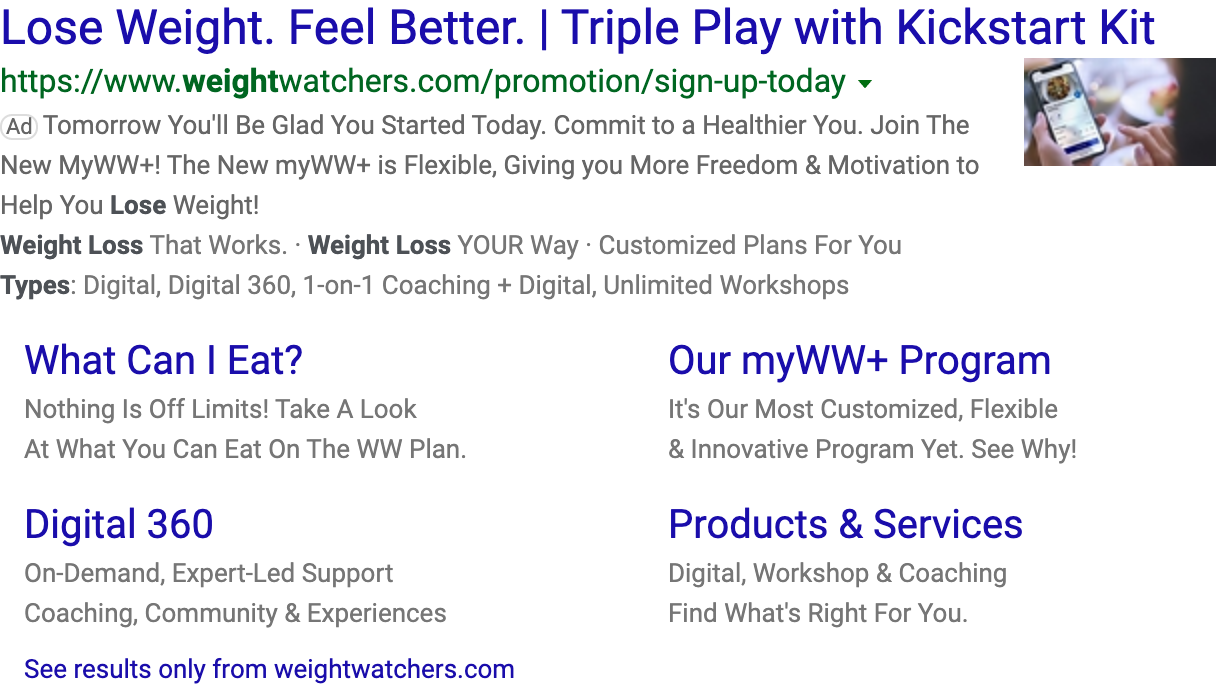 Lose Weight. Feel Better. | Triple Play with Kickstart Kit
https://www.weightwatchers.com/promotion/sign-up-today
Ad Tomorrow You'll Be Glad You Started Today. Commit to a Healthier You. Join The
New MyWW+! The New myWW+ is Flexible, Giving you More Freedom & Motivation to
Help You Lose Weight!
Weight Loss That Works. · Weight Loss YOUR Way · Customized Plans For You
Types: Digital, Digital 360, 1-on-1 Coaching + Digital, Unlimited Workshops
What Can I Eat?
Nothing Is Off Limits! Take A Look
At What You Can Eat On The WW Plan.
Our myWW+ Program
It's Our Most Customized, Flexible
& Innovative Program Yet. See Why!
Digital 360
On-Demand, Expert-Led Support
Coaching, Community & Experiences
Products & Services
Digital, Workshop & Coaching
Find What's Right For You.
See results only from weightwatchers.com